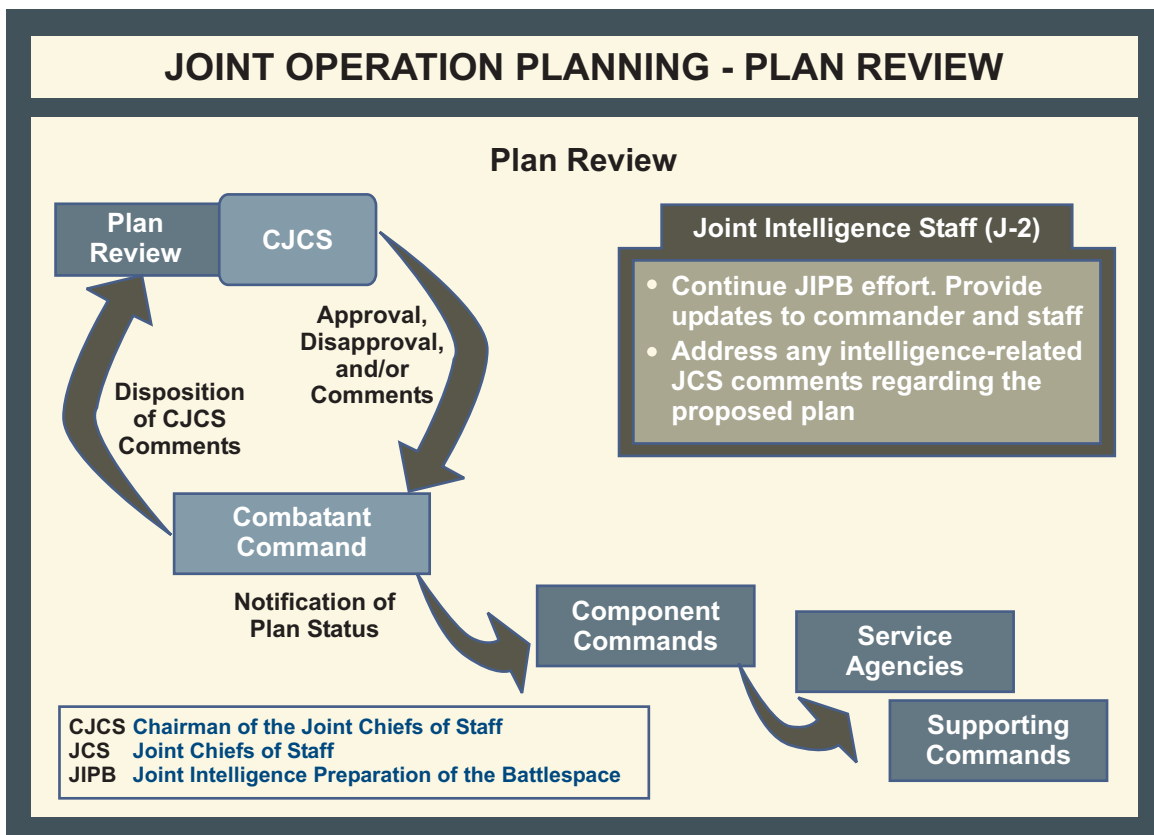 JOINT OPERATION PLANNING - PLAN REVIEW
Plan Review
Plan
Review
CJCS
Approval,
Disapproval,
and/or
Comments
Disposition
of CJCS
Comments
Joint Intelligence Staff (J-2)
• Continue JIPB effort. Provide
updates to commander and staff
• Address any intelligence-related
JCS comments regarding the
proposed plan
Combatant
Command
Notification of
Plan Status
Component
Commands
Service
Agencies
Supporting
Commands
CJCS Chairman of the Joint Chiefs of Staff
JCS Joint Chiefs of Staff
JIPB Joint Intelligence Preparation of the Battlespace